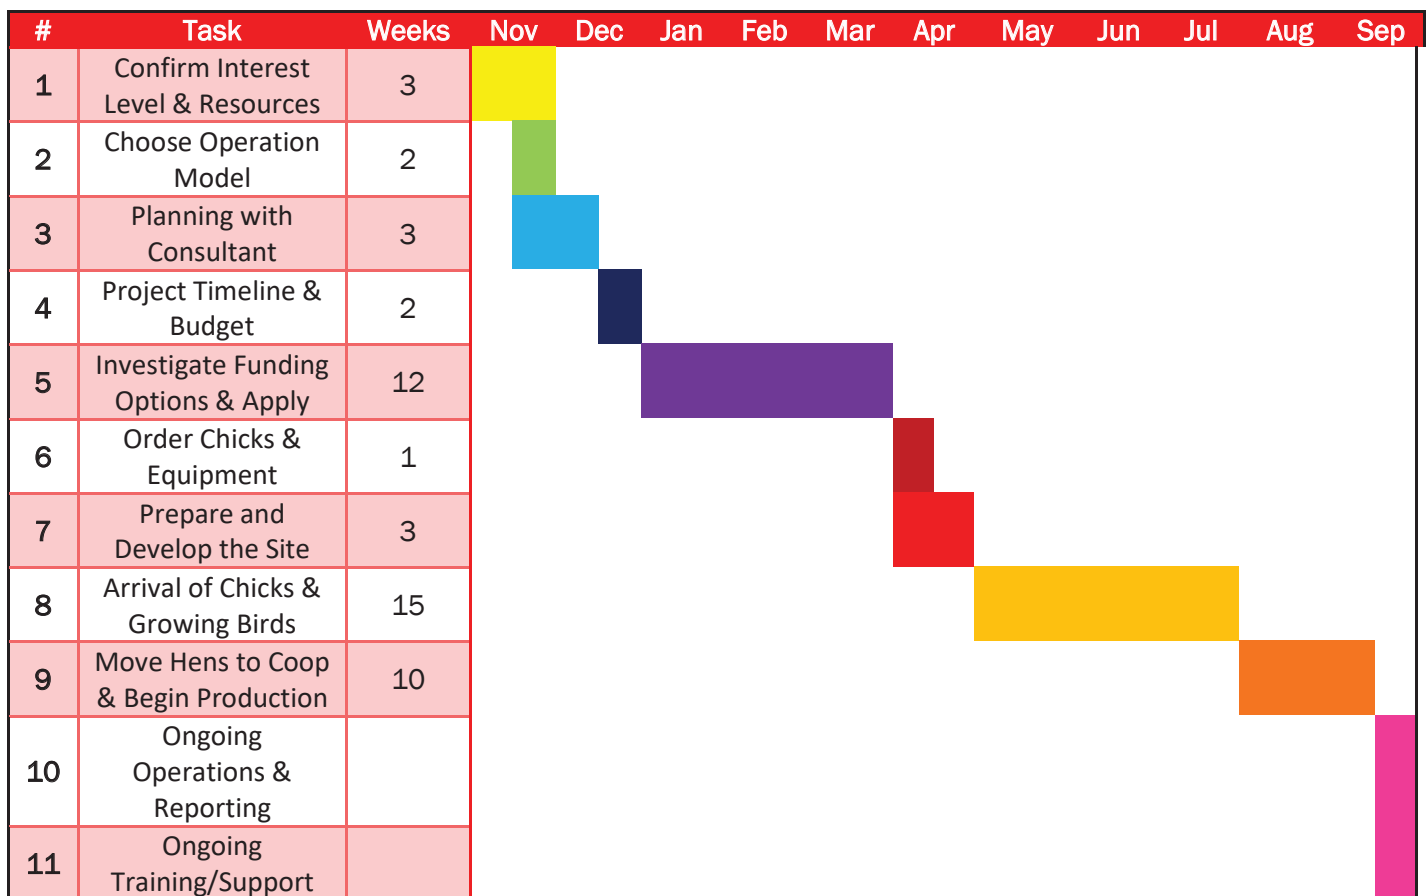 # Task Weeks Nov Dec Jan Feb Mar Apr May Jun Jul Aug Sep
1 Confirm Interest 3
Level & Resources
2 Choose Operation 2
Model
3 Planning with 3
Consultant
4 Project Timeline & 2
Budget
5 Investigate Funding 12
Options & Apply
6 Order Chicks & 1
Equipment
7 Prepare and 3
Develop the Site
8 Arrival of Chicks & 15
Growing Birds
9 Move Hens to Coop 10
& Begin Production
Ongoing
10 Operations &
Reporting
11 Ongoing
Training/Support